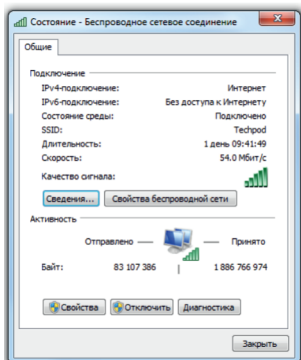 Состояние - Беспроводное сетевое соединение
Общие
Подключение
IPv4-подключение: Интернет
IPv6-подключение: Без доступа к Интернету
Состояние среды: Подключено
SSID: Techpod
Длительность: 1 день 09:41:49
Скорость: 54.0 Мбит/с
Качество сигнала:
Сведения... Свойства беспроводной сети
Активность
Отправлено — — Принято
Байт: 83 107 386 | 1 886 766 974
Свойства Отключить Диагностика
Закрыть